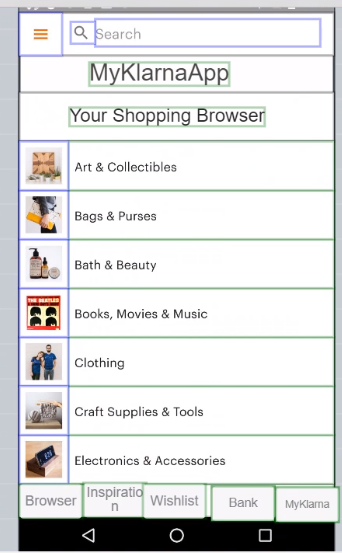 Search
MyKlarnaApp
Your Shopping Browser
Art & Collectibles
Bags & Purses
Bath & Beauty
THE BEATLES
Books, Movies & Music
Clothing
Craft Supplies & Tools
Electronics & Accessories
Browser
Inspiratio
n
Wishlist
Bank
MyKlarna